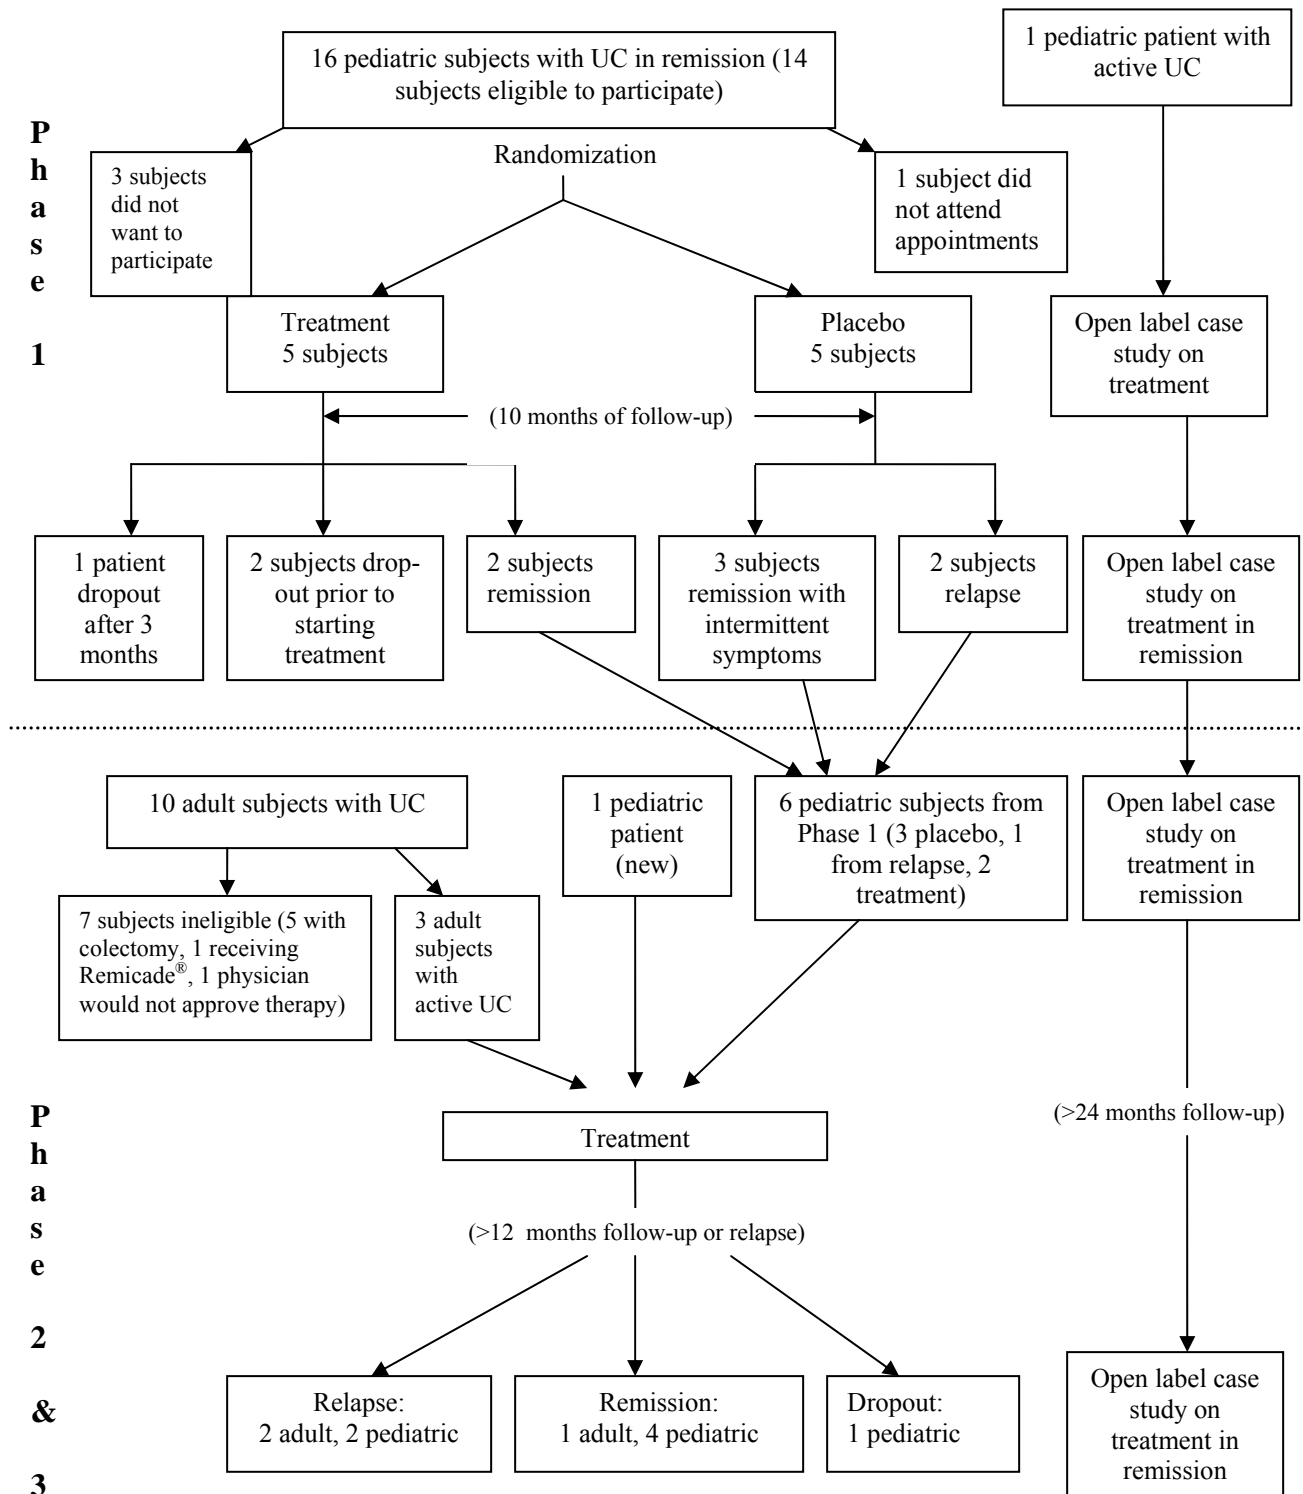 16 pediatric subjects with UC in remission (14
subjects eligible to participate)
1 pediatric patient with
active UC
Phase 1
3 subjects
did not
want to
participate
Randomization
1 subject did
not attend
appointments
Treatment
5 subjects
Placebo
5 subjects
Open label case
study on
treatment
(10 months of follow-up)
1 patient
dropout
after 3
months
2 subjects drop-
out prior to
starting
treatment
2 subjects
remission
3 subjects
remission with
intermittent
symptoms
2 subjects
relapse
Open label case
study on
treatment in
remission
10 adult subjects with UC
1 pediatric
patient
(new)
6 pediatric subjects from
Phase 1 (3 placebo, 1
from relapse, 2
treatment)
Open label case
study on
treatment in
remission
7 subjects ineligible (5 with
colectomy, 1 receiving
Remicade®, 1 physician
would not approve therapy)
3 adult
subjects
with
active UC
Phase 2 & 3
Treatment
(>24 months follow-up)
(>12 months follow-up or relapse)
Relapse:
2 adult, 2 pediatric
Remission:
1 adult, 4 pediatric
Dropout:
1 pediatric
Open label case
study on
treatment in
remission